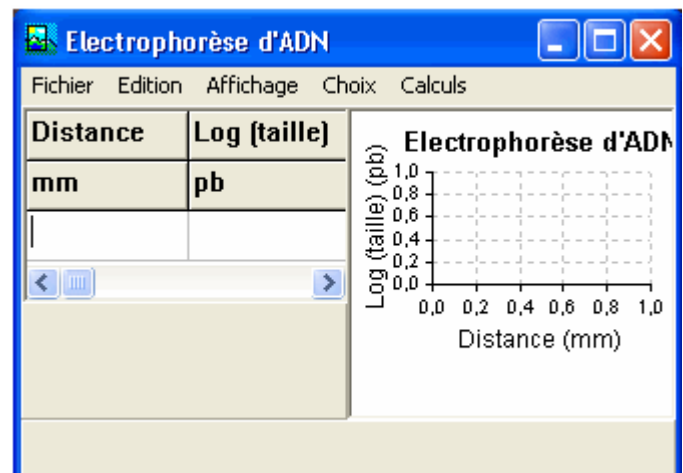 Electrophorèse d'ADN
Fichier Edition Affichage Choix Calculs
Distance Log (taille)
mm pb
Electrophorèse d'ADN
Log (taille) (pb)
1,0
0,8
0,6
0,4
0,2
0,0
0,0 0,2 0,4 0,6 0,8 1,0
Distance (mm)